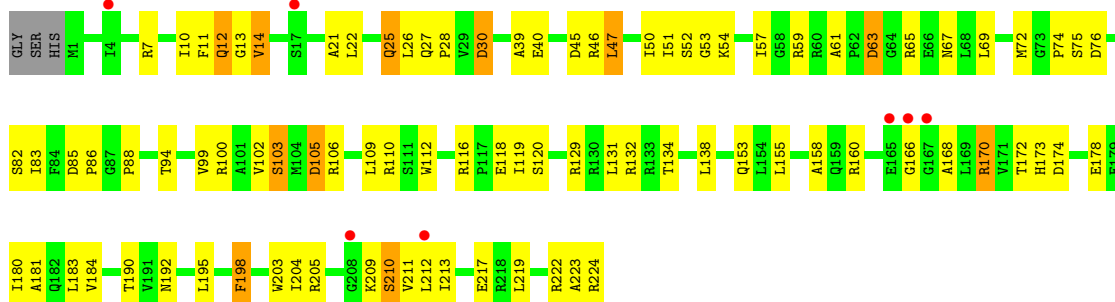 GLY SER HIS M1 I4 R7 I10 F11 Q12 G13 V14 S17 A21 L22 Q25 L26 Q27 P28 V29 D30 A39 E40 D45 R46 L47 I50 I51 S52 G53 K54 I57 G58 R59 R60 A61 P62 D63 G64 R65 E66 N67 L68 L69 M72 G73 P74 S75 D76
S82 I83 F84 D85 P86 G87 P88 T94 V99 R100 A101 V102 S103 M104 D105 R106 L109 R110 S111 W112 R116 P117 E118 I119 S120 R129 R130 L131 R132 R133 T134 L138 Q153 L154 L155 A158 Q159 R160 E165 G166 G167 A168 L169 R170 V171 T172 H173 D174 E178
I180 A181 Q182 L183 V184 T190 V191 N192 L195 F198 W203 I204 R205 G208 K209 S210 V211 L212 I213 E217 R218 L219 R222 A223 R224